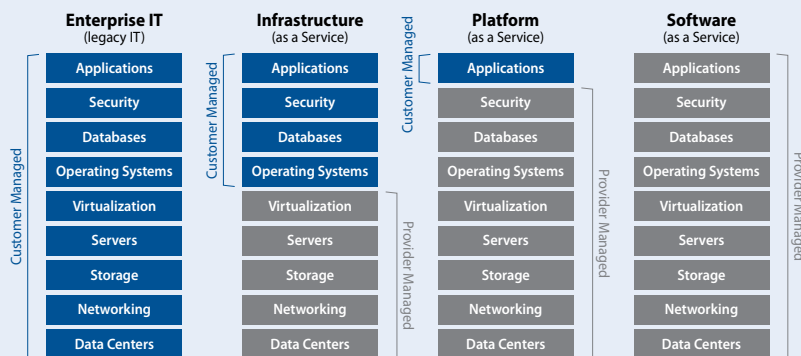 Enterprise IT
(legacy IT)
Customer Managed
Applications
Security
Databases
Operating Systems
Virtualization
Servers
Storage
Networking
Data Centers
Infrastructure
(as a Service)
Customer Managed
Applications
Security
Databases
Operating Systems
Virtualization
Servers
Storage
Networking
Data Centers
Provider Managed
Platform
(as a Service)
Customer Managed
Applications
Security
Databases
Operating Systems
Virtualization
Servers
Storage
Networking
Data Centers
Provider Managed
Software
(as a Service)
Applications
Security
Databases
Operating Systems
Virtualization
Servers
Storage
Networking
Data Centers
Provider Managed